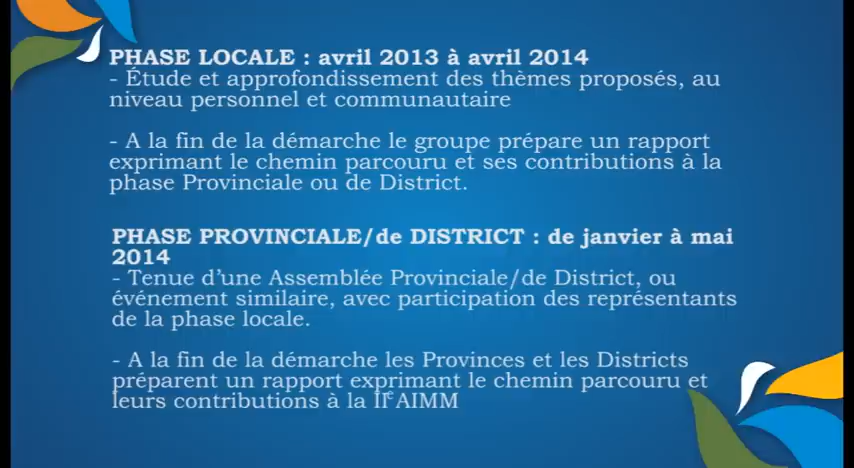 PHASE LOCALE : avril 2013 à avril 2014
- Étude et approfondissement des thèmes proposés, au
niveau personnel et communautaire
- A la fin de la démarche le groupe prépare un rapport
exprimant le chemin parcouru et ses contributions à la
phase Provinciale ou de District.
PHASE PROVINCIALE/de DISTRICT : de janvier à mai
2014
- Tenue d’une Assemblée Provinciale/de District, ou
événement similaire, avec participation des représentants
de la phase locale.
- A la fin de la démarche les Provinces et les Districts
préparent un rapport exprimant le chemin parcouru et
leurs contributions à la IIᵉ AIMM